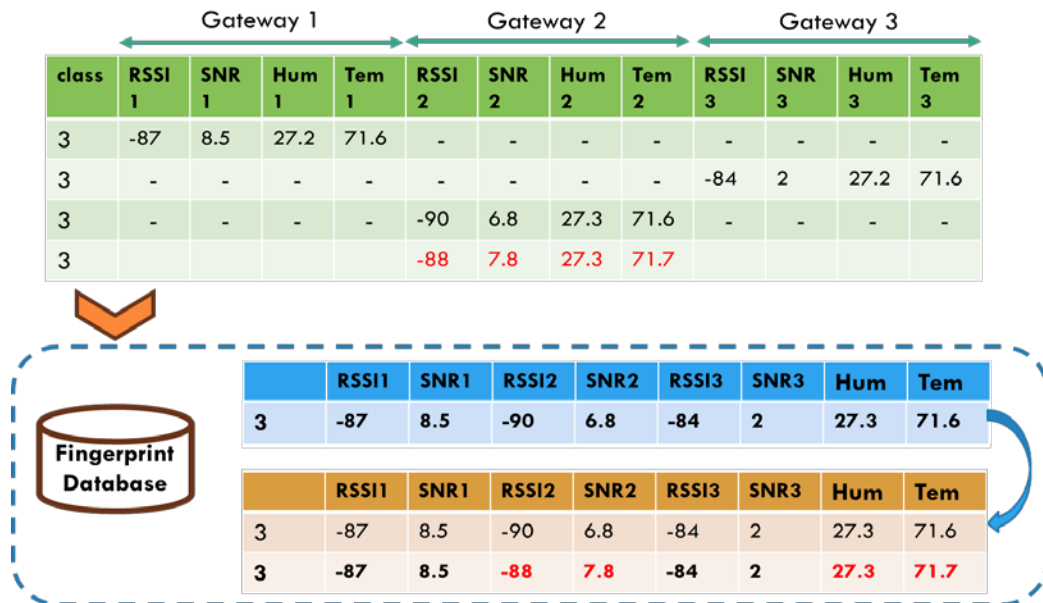 Gateway 1 Gateway 2 Gateway 3
class RSSI 1 SNR 1 Hum 1 Tem 1 RSSI 2 SNR 2 Hum 2 Tem 2 RSSI 3 SNR 3 Hum 3 Tem 3
3 -87 8.5 27.2 71.6 - - - - - - - -
3 - - - - - - - - -84 2 27.2 71.6
3 - - - - -90 6.8 27.3 71.6 - - - -
3 -88 7.8 27.3 71.7
Fingerprint
Database
RSSI1 SNR1 RSSI2 SNR2 RSSI3 SNR3 Hum Tem
3 -87 8.5 -90 6.8 -84 2 27.3 71.6
RSSI1 SNR1 RSSI2 SNR2 RSSI3 SNR3 Hum Tem
3 -87 8.5 -90 6.8 -84 2 27.3 71.6
3 -87 8.5 -88 7.8 -84 2 27.3 71.7